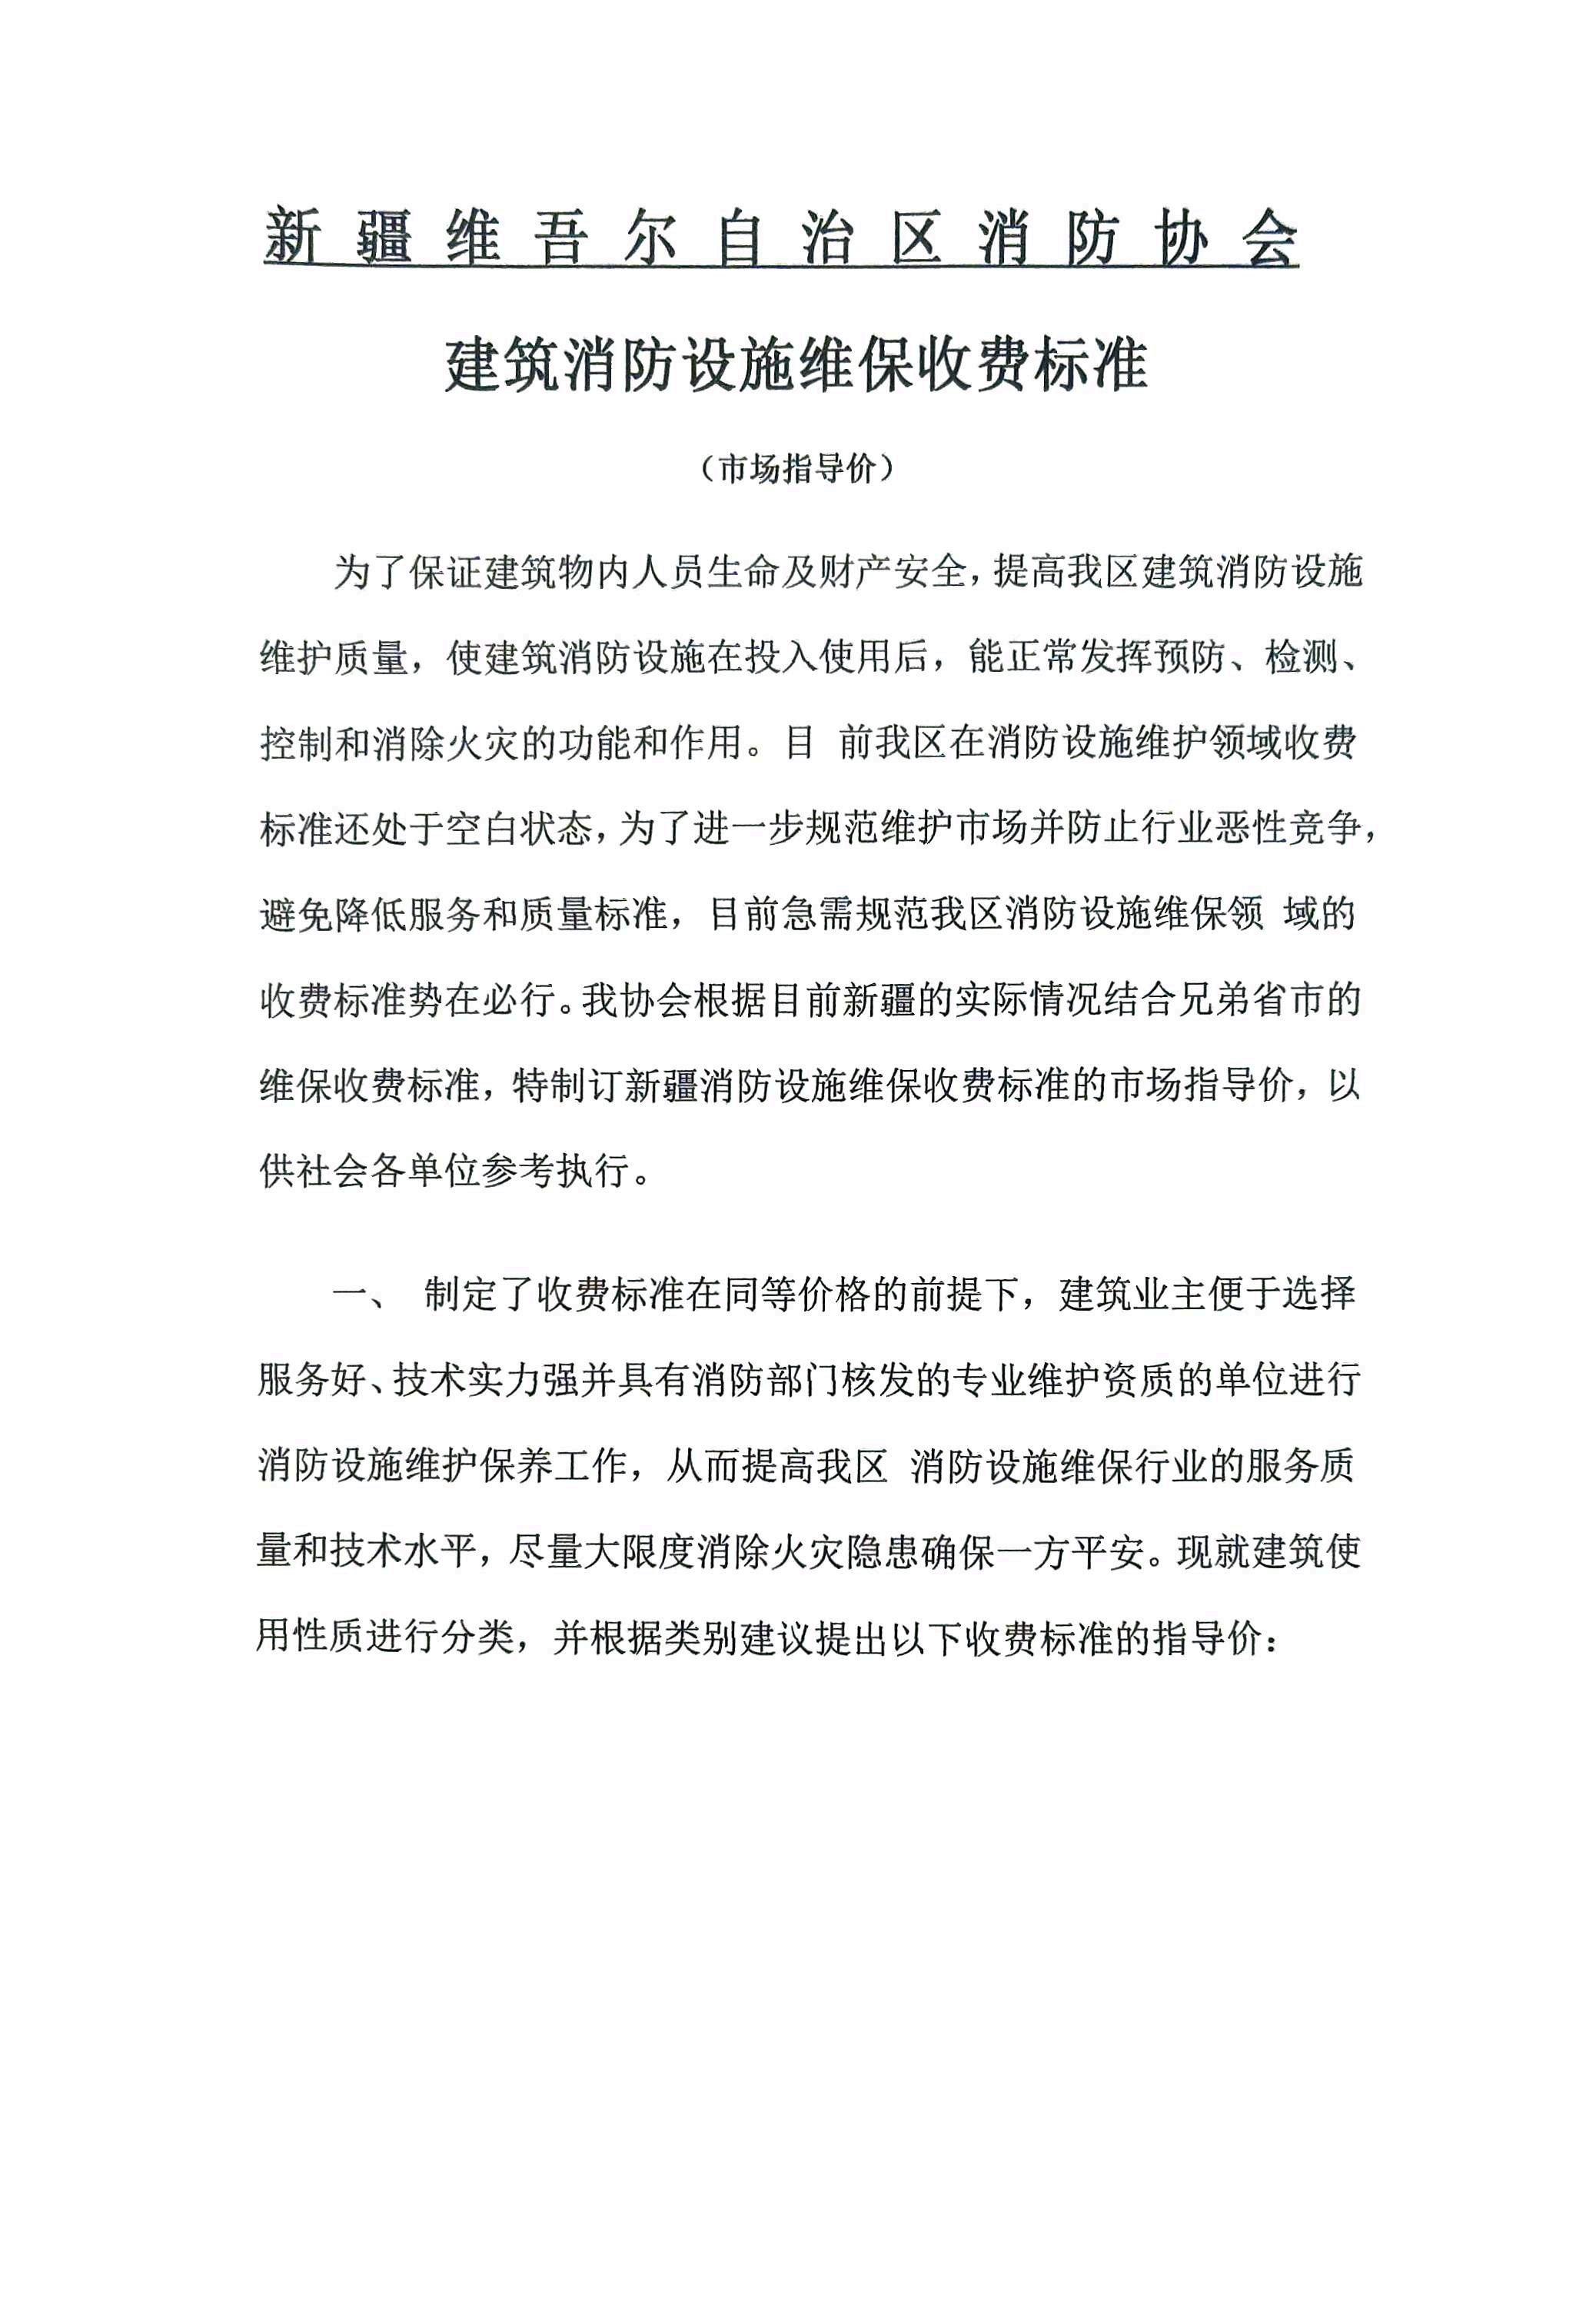 新疆维吾尔自治区消防协会
建筑消防设施维保收费标准
（市场指导价）
为了保证建筑物内人员生命及财产安全，提高我区建筑消防设施
维护质量，使建筑消防设施在投入使用后，能正常发挥预防、检测、
控制和消除火灾的功能和作用。目 前我区在消防设施维护领域收费
标准还处于空白状态，为了进一步规范维护市场并防止行业恶性竞争，
避免降低服务和质量标准，目前急需规范我区消防设施维保领 域的
收费标准势在必行。我协会根据目前新疆的实际情况结合兄弟省市的
维保收费标准，特制订新疆消防设施维保收费标准的市场指导价，以
供社会各单位参考执行。
一、 制定了收费标准在同等价格的前提下，建筑业主便于选择
服务好、技术实力强并具有消防部门核发的专业维护资质的单位进行
消防设施维护保养工作，从而提高我区 消防设施维保行业的服务质
量和技术水平，尽量大限度消除火灾隐患确保一方平安。现就建筑使
用性质进行分类，并根据类别建议提出以下收费标准的指导价：